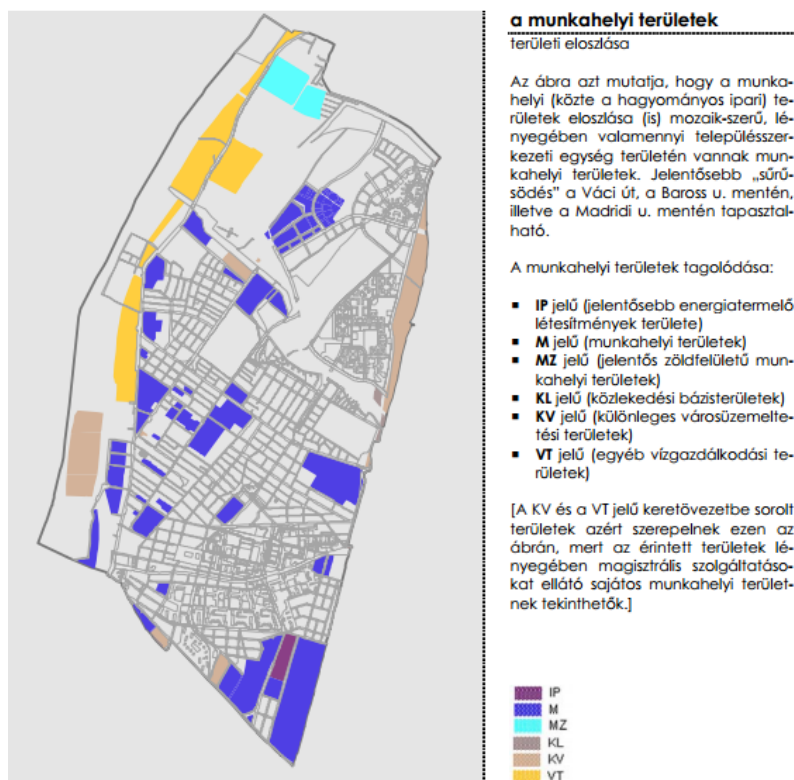 a munkahelyi területek
területi eloszlása
Az ábra azt mutatja, hogy a munka-
helyi (közte a hagyományos ipari) te-
rületek eloszlása (is) mozaik-szerű, lé-
nyegében valamennyi településszer-
kezeti egység területén vannak mun-
kahelyi területek. Jelentősebb „sűrű-
södés” a Váci út, a Baross u. mentén,
illetve a Madridi u. mentén tapasztal-
ható.
A munkahelyi területek tagolódása:
▪ IP jelű (jelentősebb energiatermelő
létesítmények területe)
▪ M jelű (munkahelyi területek)
▪ MZ jelű (jelentős zöldfelületű mun-
kahelyi területek)
▪ KL jelű (közlekedési bázisterületek)
▪ KV jelű (különleges városüzemelte-
tési területek)
▪ VT jelű (egyéb vízgazdálkodási te-
rületek)
[A KV és a VT jelű keretövezetbe sorolt
területek azért szerepelnek ezen az
ábrán, mert az érintett területek lé-
nyegében magisztrális szolgáltatáso-
kat ellátó sajátos munkahelyi terület-
nek tekinthetők.]
IP
M
MZ
KL
KV
VT